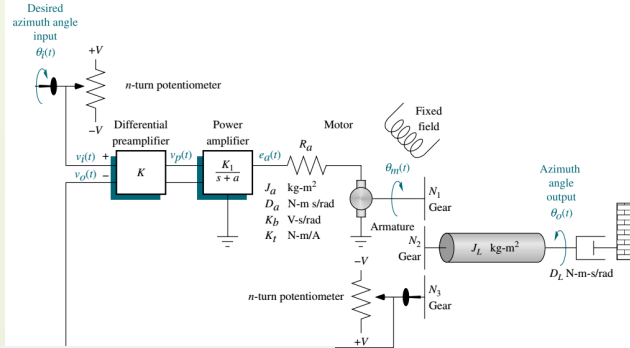 Desired
azimuth angle
input
θi(t)
+V
n-turn potentiometer
−V
Differential
preamplifier
Power
amplifier
Motor
Fixed
field
vi(t) +
vo(t) −
K
vp(t)
K1
s + a
ea(t)
Ra
Ja kg-m²
Da N-m s/rad
Kb V-s/rad
Kt N-m/A
θm(t)
N1
Gear
Armature
N2
Gear
Azimuth
angle
output
θo(t)
JL kg-m²
DL N-m-s/rad
−V
n-turn potentiometer
N3
Gear
+V